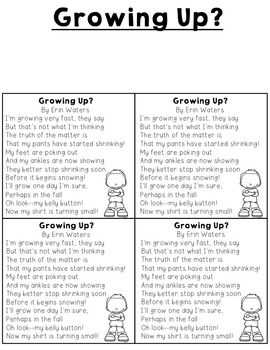 Growing Up?
Growing Up?
By Erin Waters
I'm growing very fast, they say
But that's not what I'm thinking
The truth of the matter is
That my pants have started shrinking!
My feet are poking out
And my ankles are now showing
They better stop shrinking soon
Before it begins snowing!
I'll grow one day I'm sure,
Perhaps in the fall
Oh look--my belly button!
Now my shirt is turning small!
Growing Up?
By Erin Waters
I'm growing very fast, they say
But that's not what I'm thinking
The truth of the matter is
That my pants have started shrinking!
My feet are poking out
And my ankles are now showing
They better stop shrinking soon
Before it begins snowing!
I'll grow one day I'm sure,
Perhaps in the fall
Oh look--my belly button!
Now my shirt is turning small!
Growing Up?
By Erin Waters
I'm growing very fast, they say
But that's not what I'm thinking
The truth of the matter is
That my pants have started shrinking!
My feet are poking out
And my ankles are now showing
They better stop shrinking soon
Before it begins snowing!
I'll grow one day I'm sure,
Perhaps in the fall
Oh look--my belly button!
Now my shirt is turning small!
Growing Up?
By Erin Waters
I'm growing very fast, they say
But that's not what I'm thinking
The truth of the matter is
That my pants have started shrinking!
My feet are poking out
And my ankles are now showing
They better stop shrinking soon
Before it begins snowing!
I'll grow one day I'm sure,
Perhaps in the fall
Oh look--my belly button!
Now my shirt is turning small!